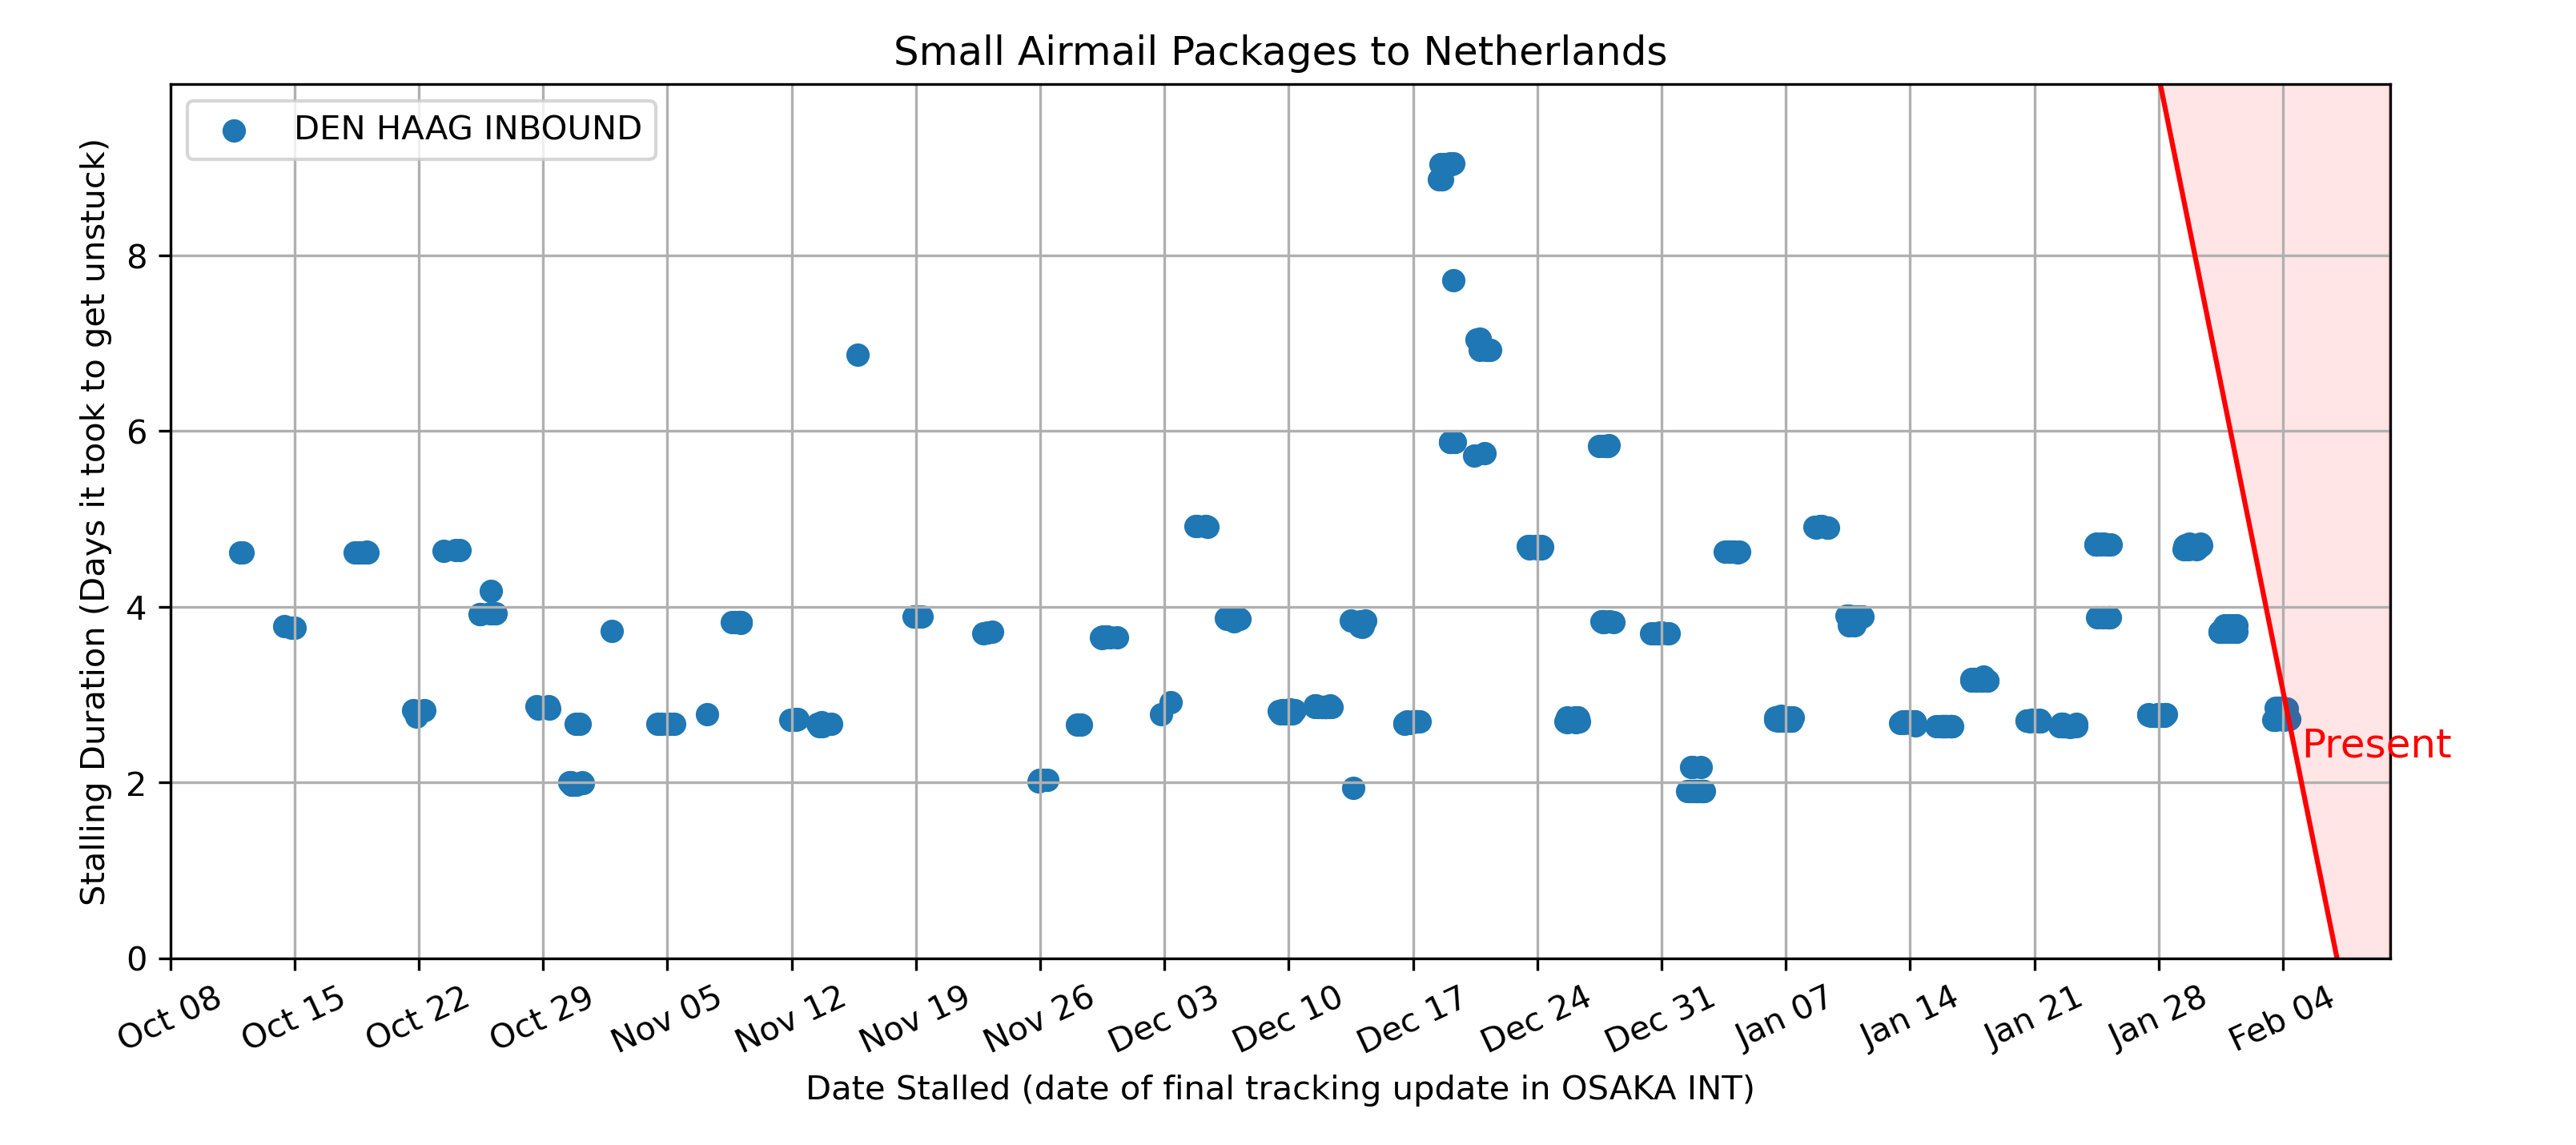 Small Airmail Packages to Netherlands
DEN HAAG INBOUND
Stalling Duration (Days it took to get unstuck)
8
6
4
2
0
Present
Oct 08 Oct 15 Oct 22 Oct 29 Nov 05 Nov 12 Nov 19 Nov 26 Dec 03 Dec 10 Dec 17 Dec 24 Dec 31 Jan 07 Jan 14 Jan 21 Jan 28 Feb 04
Date Stalled (date of final tracking update in OSAKA INT)